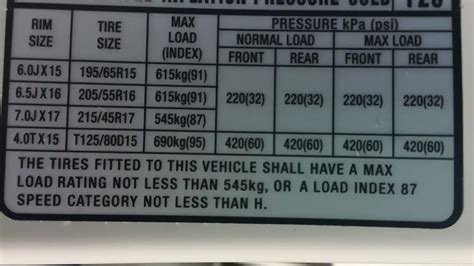 PRESSURE COLD 120
RIM SIZE TIRE SIZE MAX LOAD (INDEX) PRESSURE kPa (psi)
NORMAL LOAD MAX LOAD
FRONT REAR FRONT REAR
6.0JX15 195/65R15 615kg(91)
6.5JX16 205/55R16 615kg(91) 220(32) 220(32) 220(32) 220(32)
7.0JX17 215/45R17 545kg(87)
4.0TX15 T125/80D15 690kg(95) 420(60) 420(60) 420(60) 420(60)
THE TIRES FITTED TO THIS VEHICLE SHALL HAVE A MAX
LOAD RATING NOT LESS THAN 545kg, OR A LOAD INDEX 87
SPEED CATEGORY NOT LESS THAN H.